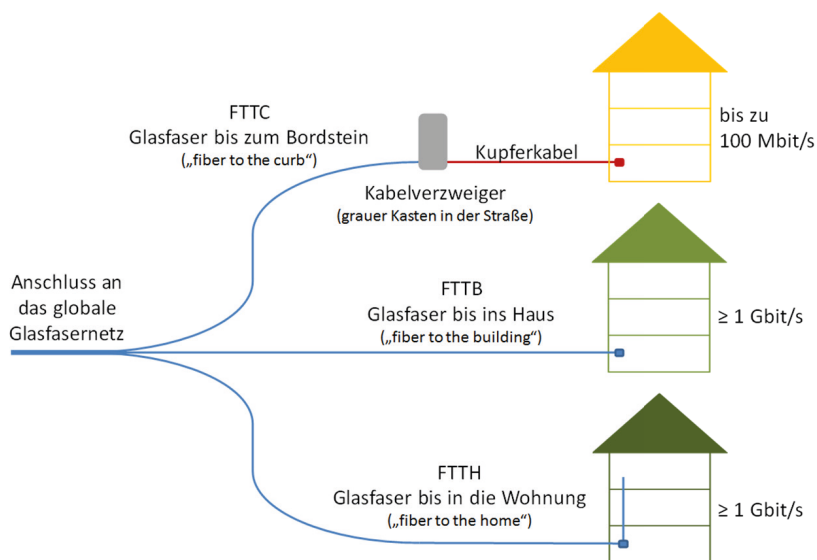 FTTC
Glasfaser bis zum Bordstein
(„fiber to the curb“)
Kupferkabel
bis zu
100 Mbit/s
Kabelverzweiger
(grauer Kasten in der Straße)
Anschluss an
das globale
Glasfasernetz
FTTB
Glasfaser bis ins Haus
(„fiber to the building“)
≥ 1 Gbit/s
FTTH
Glasfaser bis in die Wohnung
(„fiber to the home“)
≥ 1 Gbit/s